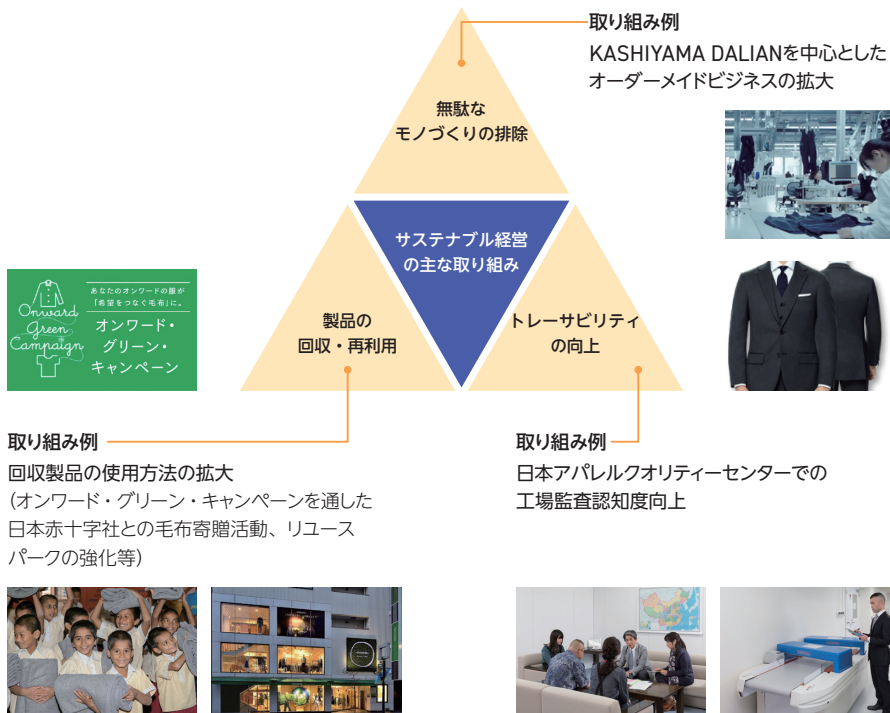 取り組み例
KASHIYAMA DALIANを中心とした
オーダーメイドビジネスの拡大
無駄な
モノづくりの排除
サステナブル経営
の主な取り組み
製品の
回収・再利用
トレーサビリティ
の向上
あなたのオンワードの服が
「希望をつなぐ毛布」に。
Onward
Green
Campaign
オンワード・
グリーン・
キャンペーン
取り組み例
回収製品の使用方法の拡大
(オンワード・グリーン・キャンペーンを通した
日本赤十字社との毛布寄贈活動、リユース
パークの強化等)
取り組み例
日本アパレルクオリティーセンターでの
工場監査認知度向上